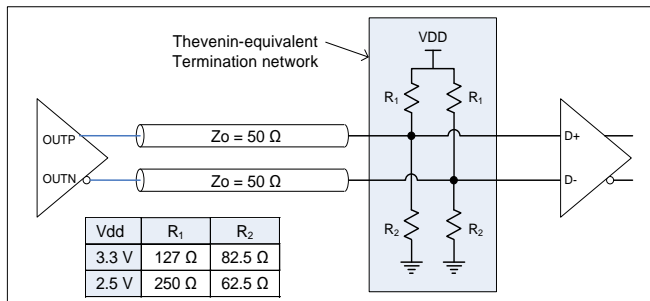 Thevenin-equivalent
Termination network
VDD
R1 R1
OUTP Zo = 50 Ω D+
OUTN Zo = 50 Ω D-
R2 R2
Vdd R1 R2
3.3 V 127 Ω 82.5 Ω
2.5 V 250 Ω 62.5 Ω